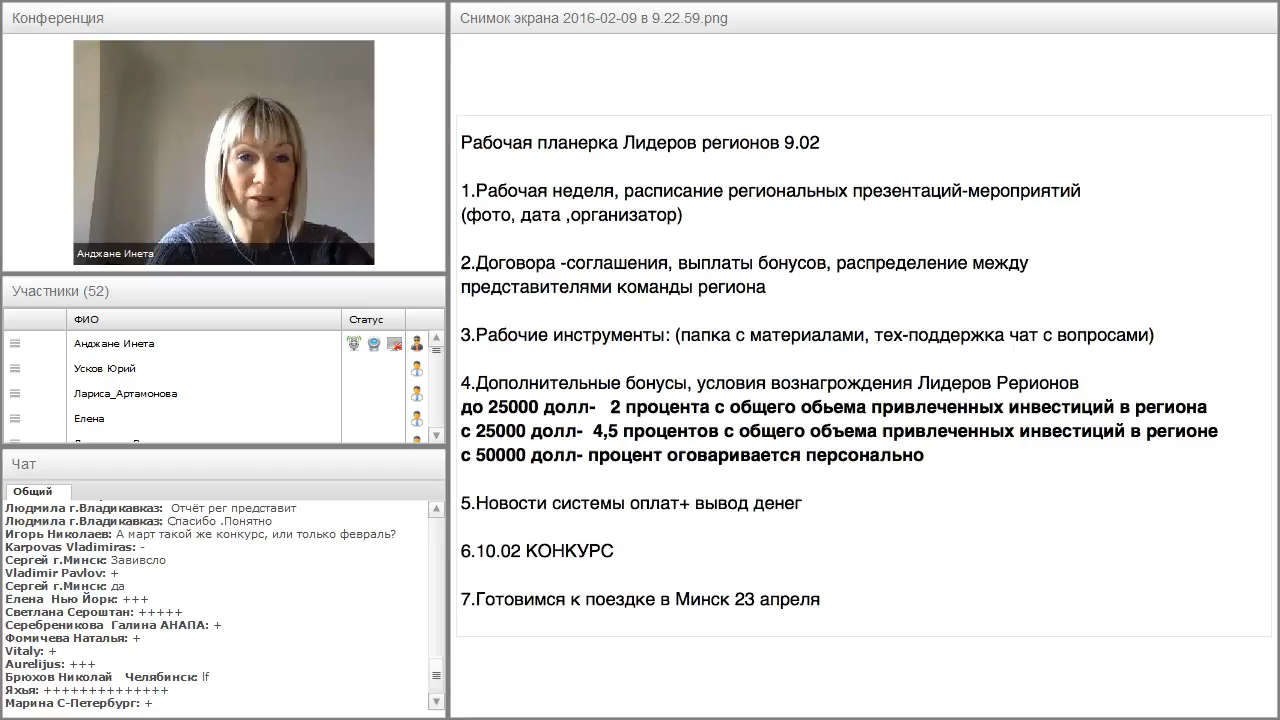 Конференция
Анджане Инета
Участники (52)
ФИО Статус
Анджане Инета
Усков Юрий
Лариса_Артамонова
Елена
Чат
Общий
Людмила г.Владикавказ: Отчёт рег представит
Людмила г.Владикавказ: Спасибо .Понятно
Игорь Николаев: А март такой же конкурс, или только февраль?
Karpovas Vladimiras: -
Сергей г.Минск: Завивсло
Vladimir Pavlov: +
Сергей г.Минск: да
Елена Нью Йорк: +++
Светлана Сероштан: +++++
Серебреникова Галина АНАПА: +
Фомичева Наталья: +
Vitaly: +
Aurelijus: +++
Брюхов Николай Челябинск: lf
Яхья: ++++++++++++++
Марина С-Петербург: +
Снимок экрана 2016-02-09 в 9.22.59.png
Рабочая планерка Лидеров регионов 9.02
1.Рабочая неделя, расписание региональных презентаций-мероприятий
(фото, дата ,организатор)
2.Договора -соглашения, выплаты бонусов, распределение между
представителями команды региона
3.Рабочие инструменты: (папка с материалами, тех-поддержка чат с вопросами)
4.Дополнительные бонусы, условия вознагрождения Лидеров Рерионов
до 25000 долл- 2 процента с общего обьема привлеченных инвестиций в региона
с 25000 долл- 4,5 процентов с общего объема привлеченных инвестиций в регионе
с 50000 долл- процент оговаривается персонально
5.Новости системы оплат+ вывод денег
6.10.02 КОНКУРС
7.Готовимся к поездке в Минск 23 апреля